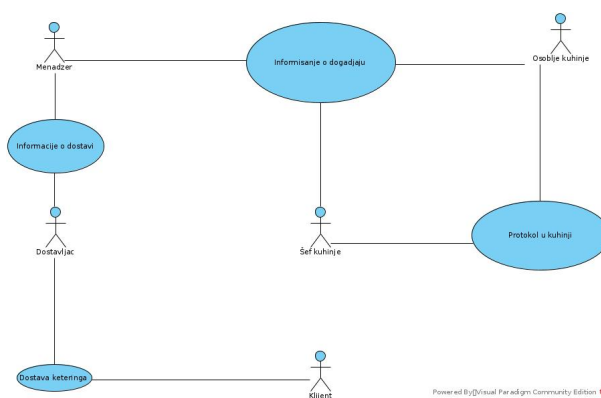 Informisanje o dogadjaju
Osoblje kuhinje
Menadzer
Informacije o dostavi
Protokol u kuhinji
Dostavljac
Šef kuhinje
Dostava keteringa
Klijent
Powered By Visual Paradigm Community Edition